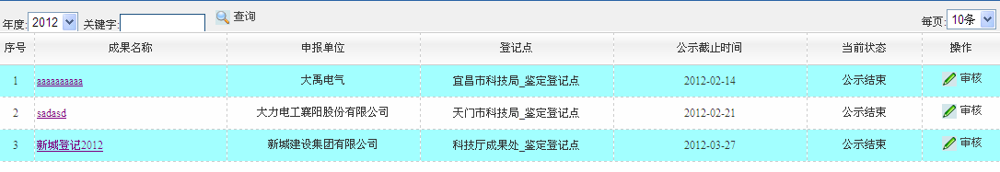 年度: 2012 关键字: 查询 每页: 10条
序号 成果名称 申报单位 登记点 公示截止时间 当前状态 操作
1 aaaaaaaaaa 大禹电气 宜昌市科技局_鉴定登记点 2012-02-14 公示结束 审核
2 sadasd 大力电工襄阳股份有限公司 天门市科技局_鉴定登记点 2012-02-21 公示结束 审核
3 新城登记2012 新城建设集团有限公司 科技厅成果处_鉴定登记点 2012-03-27 公示结束 审核